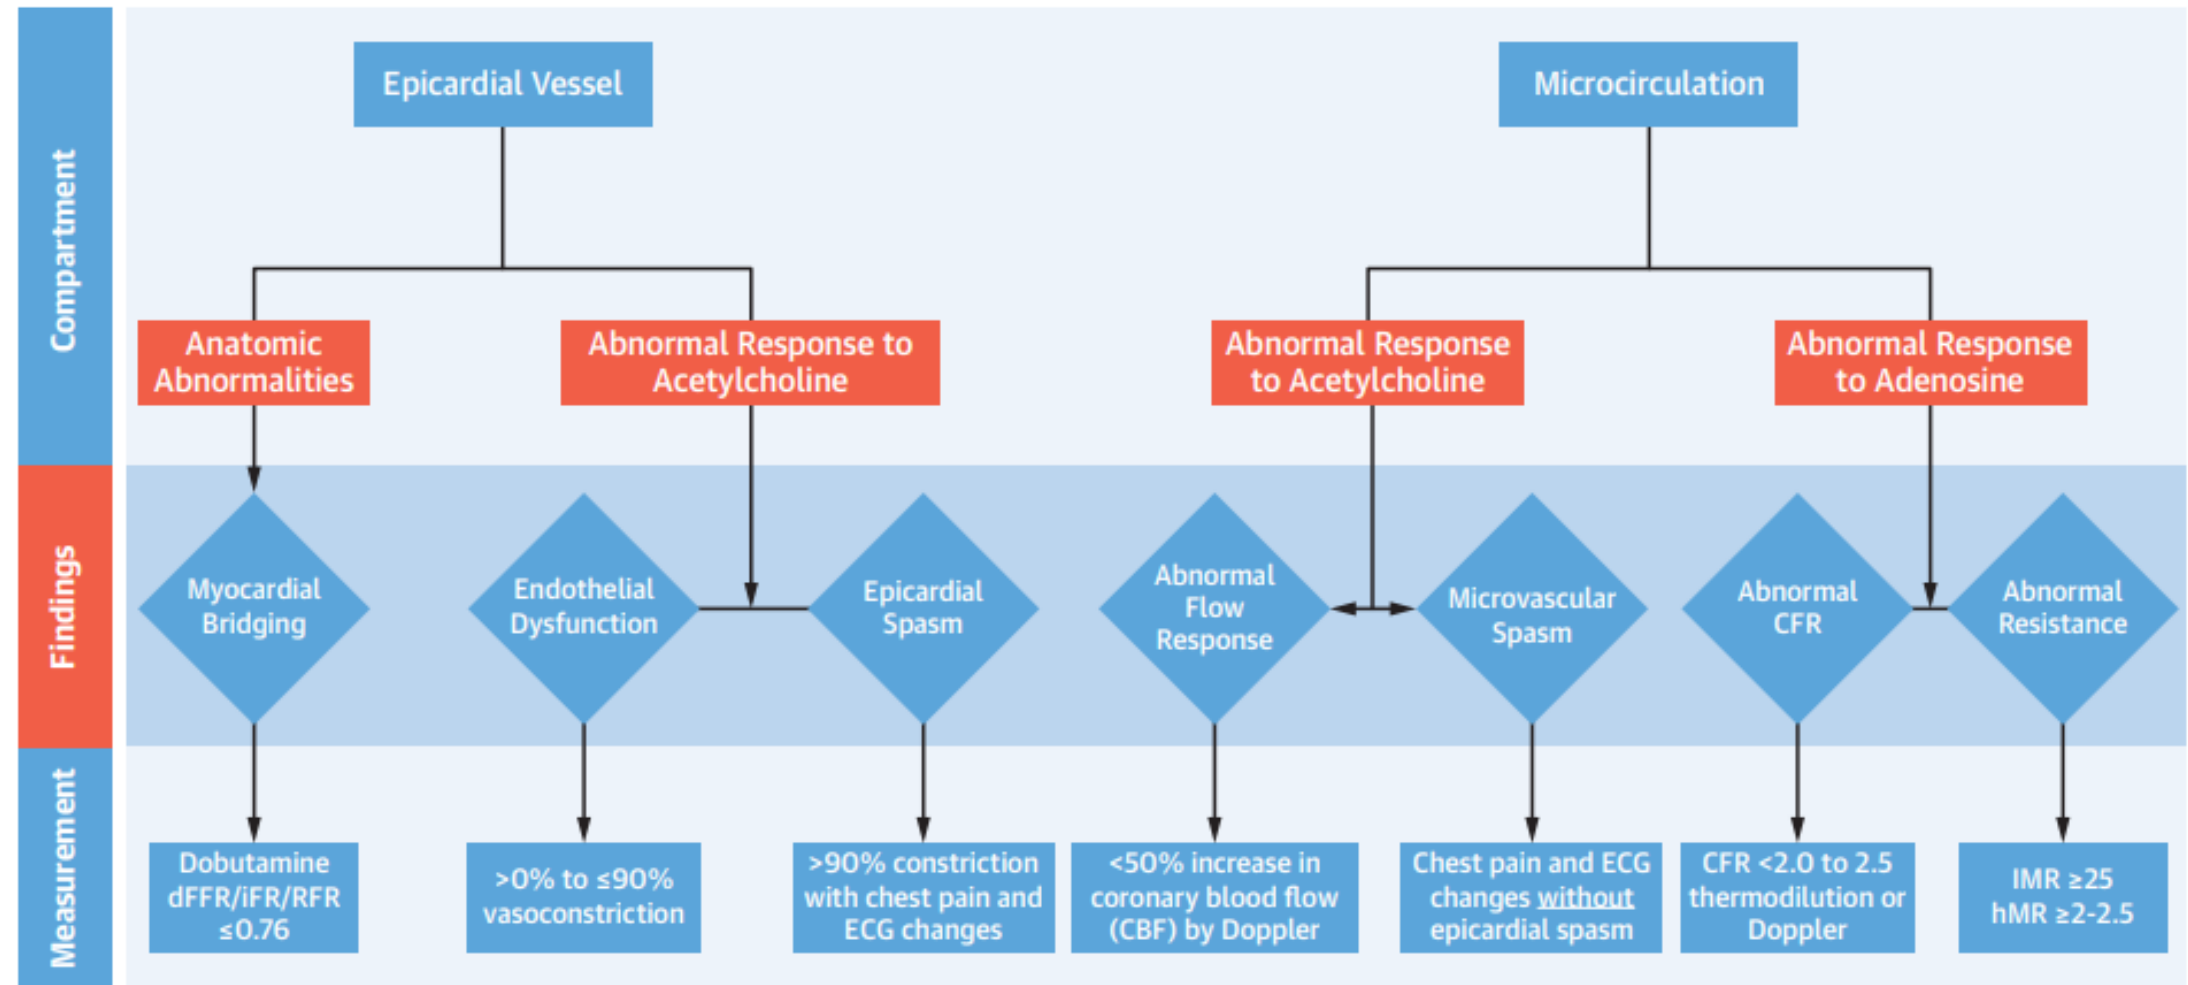 Compartment
Epicardial Vessel
Microcirculation
Anatomic
Abnormalities
Abnormal Response to
Acetylcholine
Abnormal Response
to Acetylcholine
Abnormal Response
to Adenosine
Findings
Myocardial
Bridging
Endothelial
Dysfunction
Epicardial
Spasm
Abnormal
Flow
Response
Microvascular
Spasm
Abnormal
CFR
Abnormal
Resistance
Measurement
Dobutamine
dFFR/iFR/RFR
≤0.76
>0% to ≤90%
vasoconstriction
>90% constriction
with chest pain and
ECG changes
<50% increase in
coronary blood flow
(CBF) by Doppler
Chest pain and ECG
changes without
epicardial spasm
CFR <2.0 to 2.5
thermodilution or
Doppler
IMR ≥25
hMR ≥2-2.5